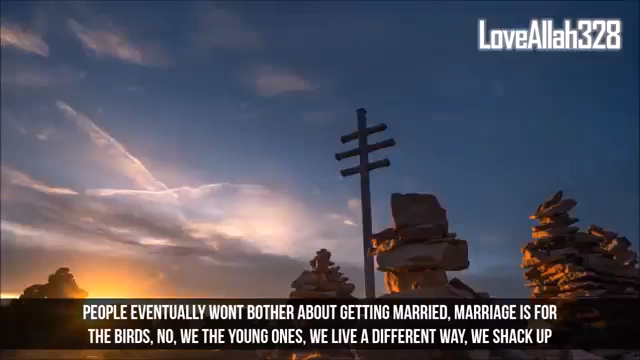 LoveAllah328
PEOPLE EVENTUALLY WONT BOTHER ABOUT GETTING MARRIED, MARRIAGE IS FOR
THE BIRDS, NO, WE THE YOUNG ONES, WE LIVE A DIFFERENT WAY, WE SHACK UP